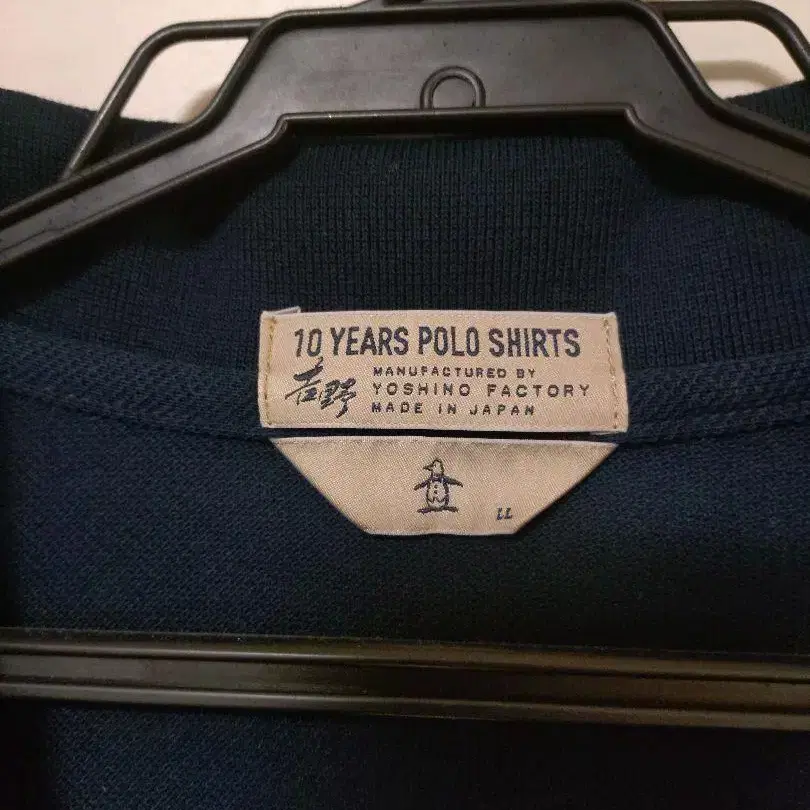 10 YEARS POLO SHIRTS
吉野
MANUFACTURED BY
YOSHINO FACTORY
MADE IN JAPAN
LL